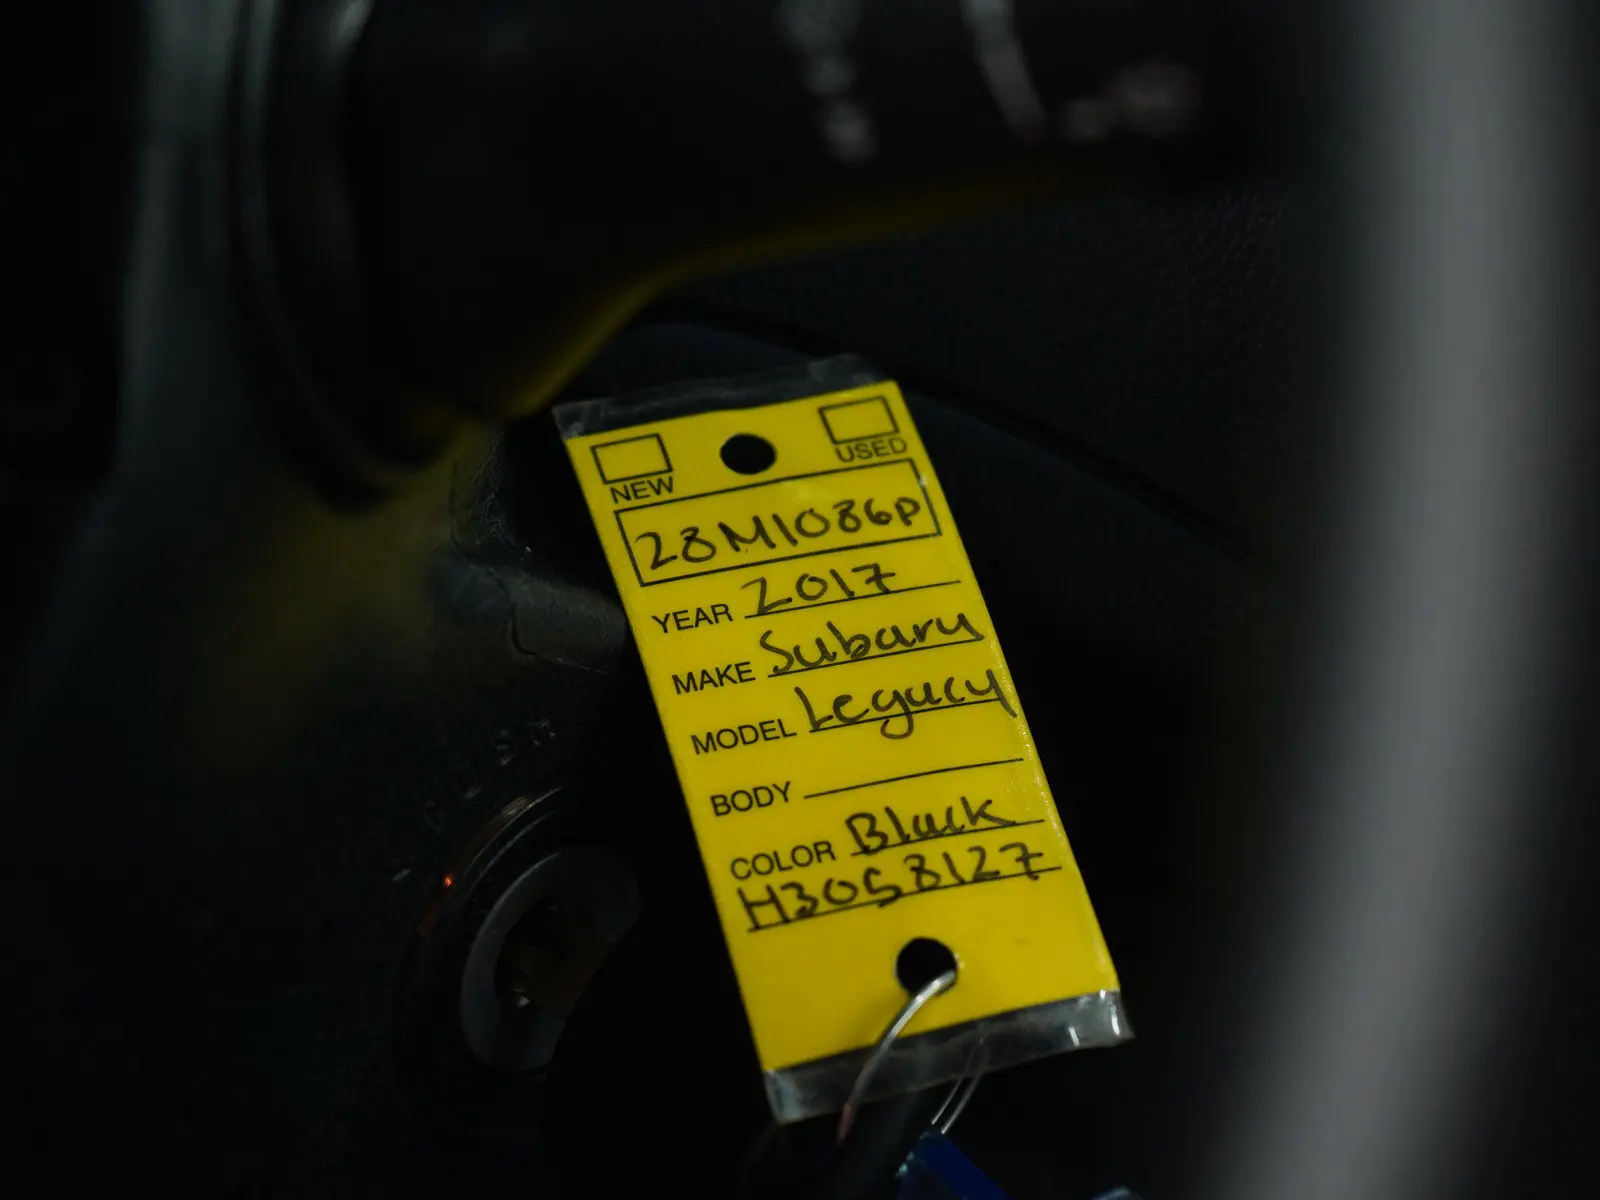 NEW USED
28M1086P
YEAR 2017
MAKE Subaru
MODEL Legacy
BODY
COLOR Black
H3058127